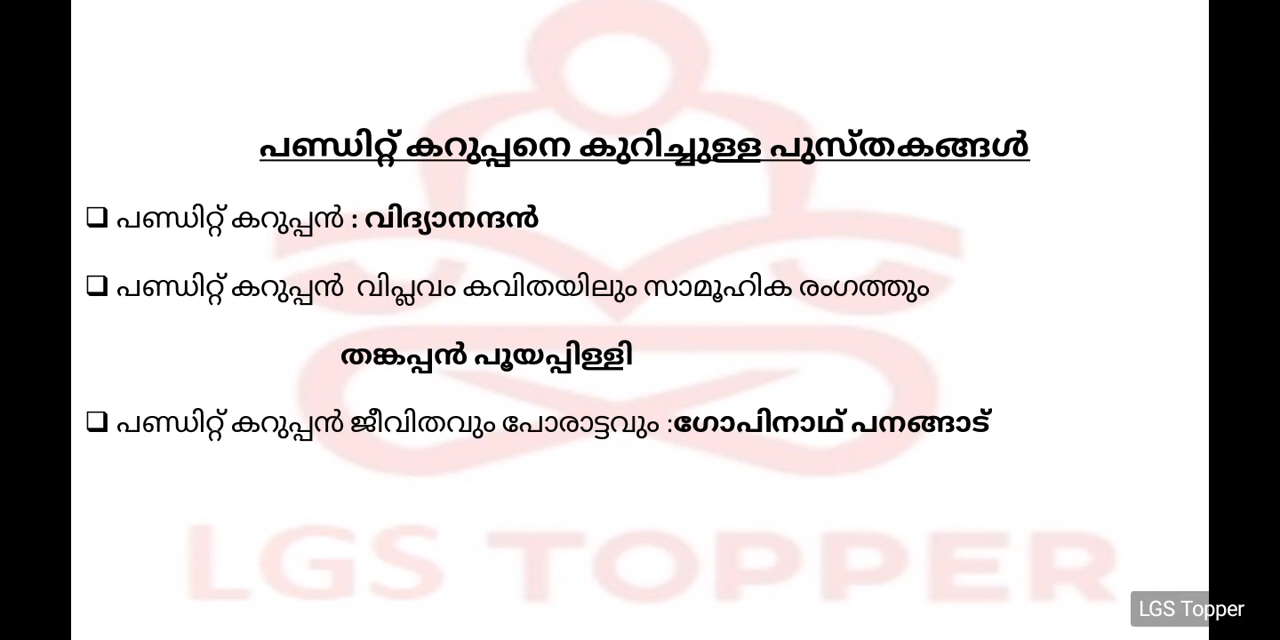 പണ്ഡിറ്റ് കറുപ്പനെ കുറിച്ചുള്ള പുസ്തകങ്ങൾ
❑ പണ്ഡിറ്റ് കറുപ്പൻ : വിദ്യാനന്ദൻ
❑ പണ്ഡിറ്റ് കറുപ്പൻ വിപ്ലവം കവിതയിലും സാമൂഹിക രംഗത്തും
തങ്കപ്പൻ പൂയപ്പിള്ളി
❑ പണ്ഡിറ്റ് കറുപ്പൻ ജീവിതവും പോരാട്ടവും :ഗോപിനാഥ് പനങ്ങാട്
LGS TOPPER
LGS Topper